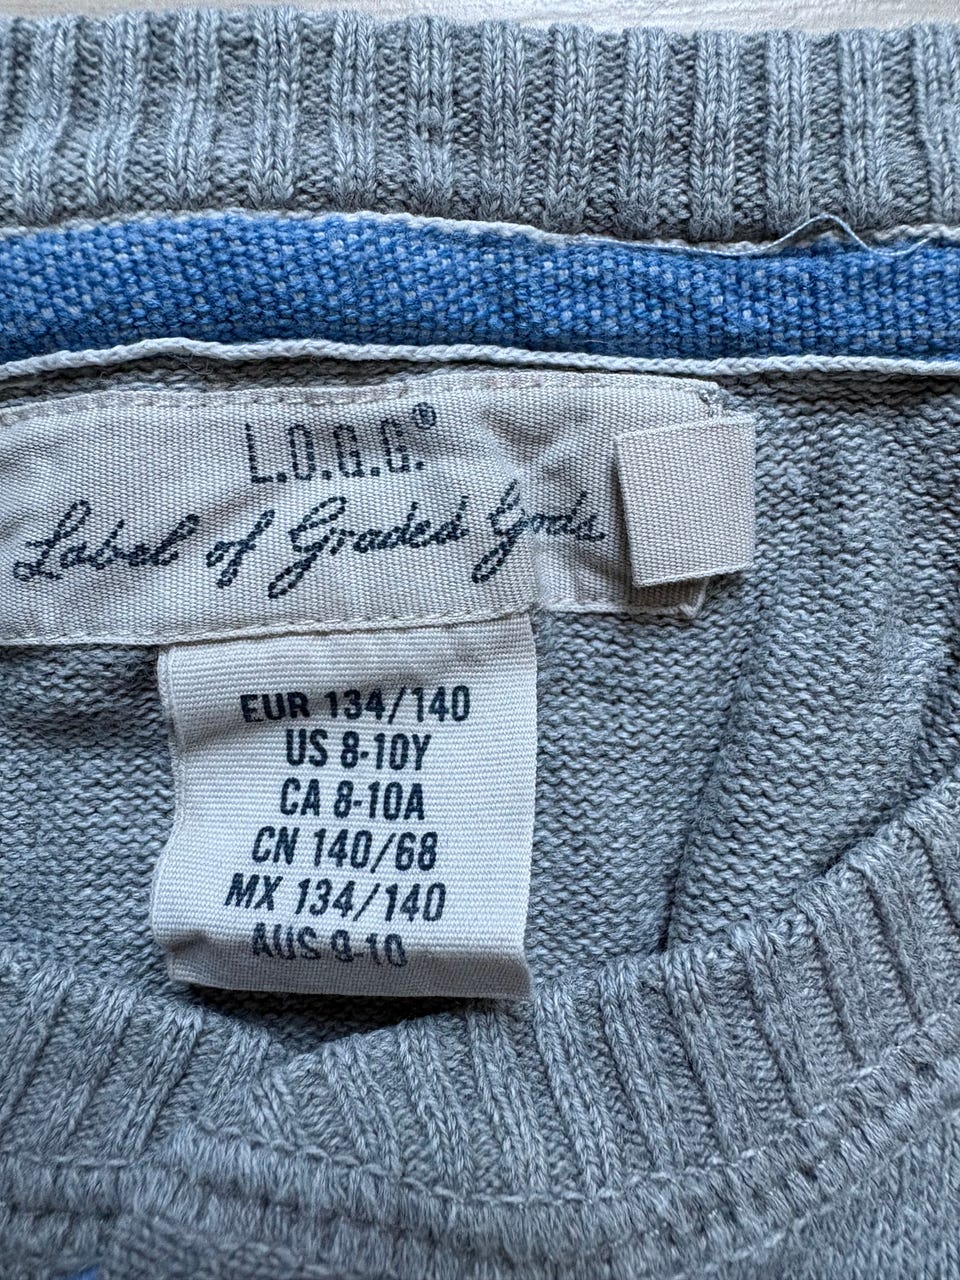 L.O.G.G.®
Label of Graded Goods
EUR 134/140
US 8-10Y
CA 8-10A
CN 140/68
MX 134/140
AUS 9-10